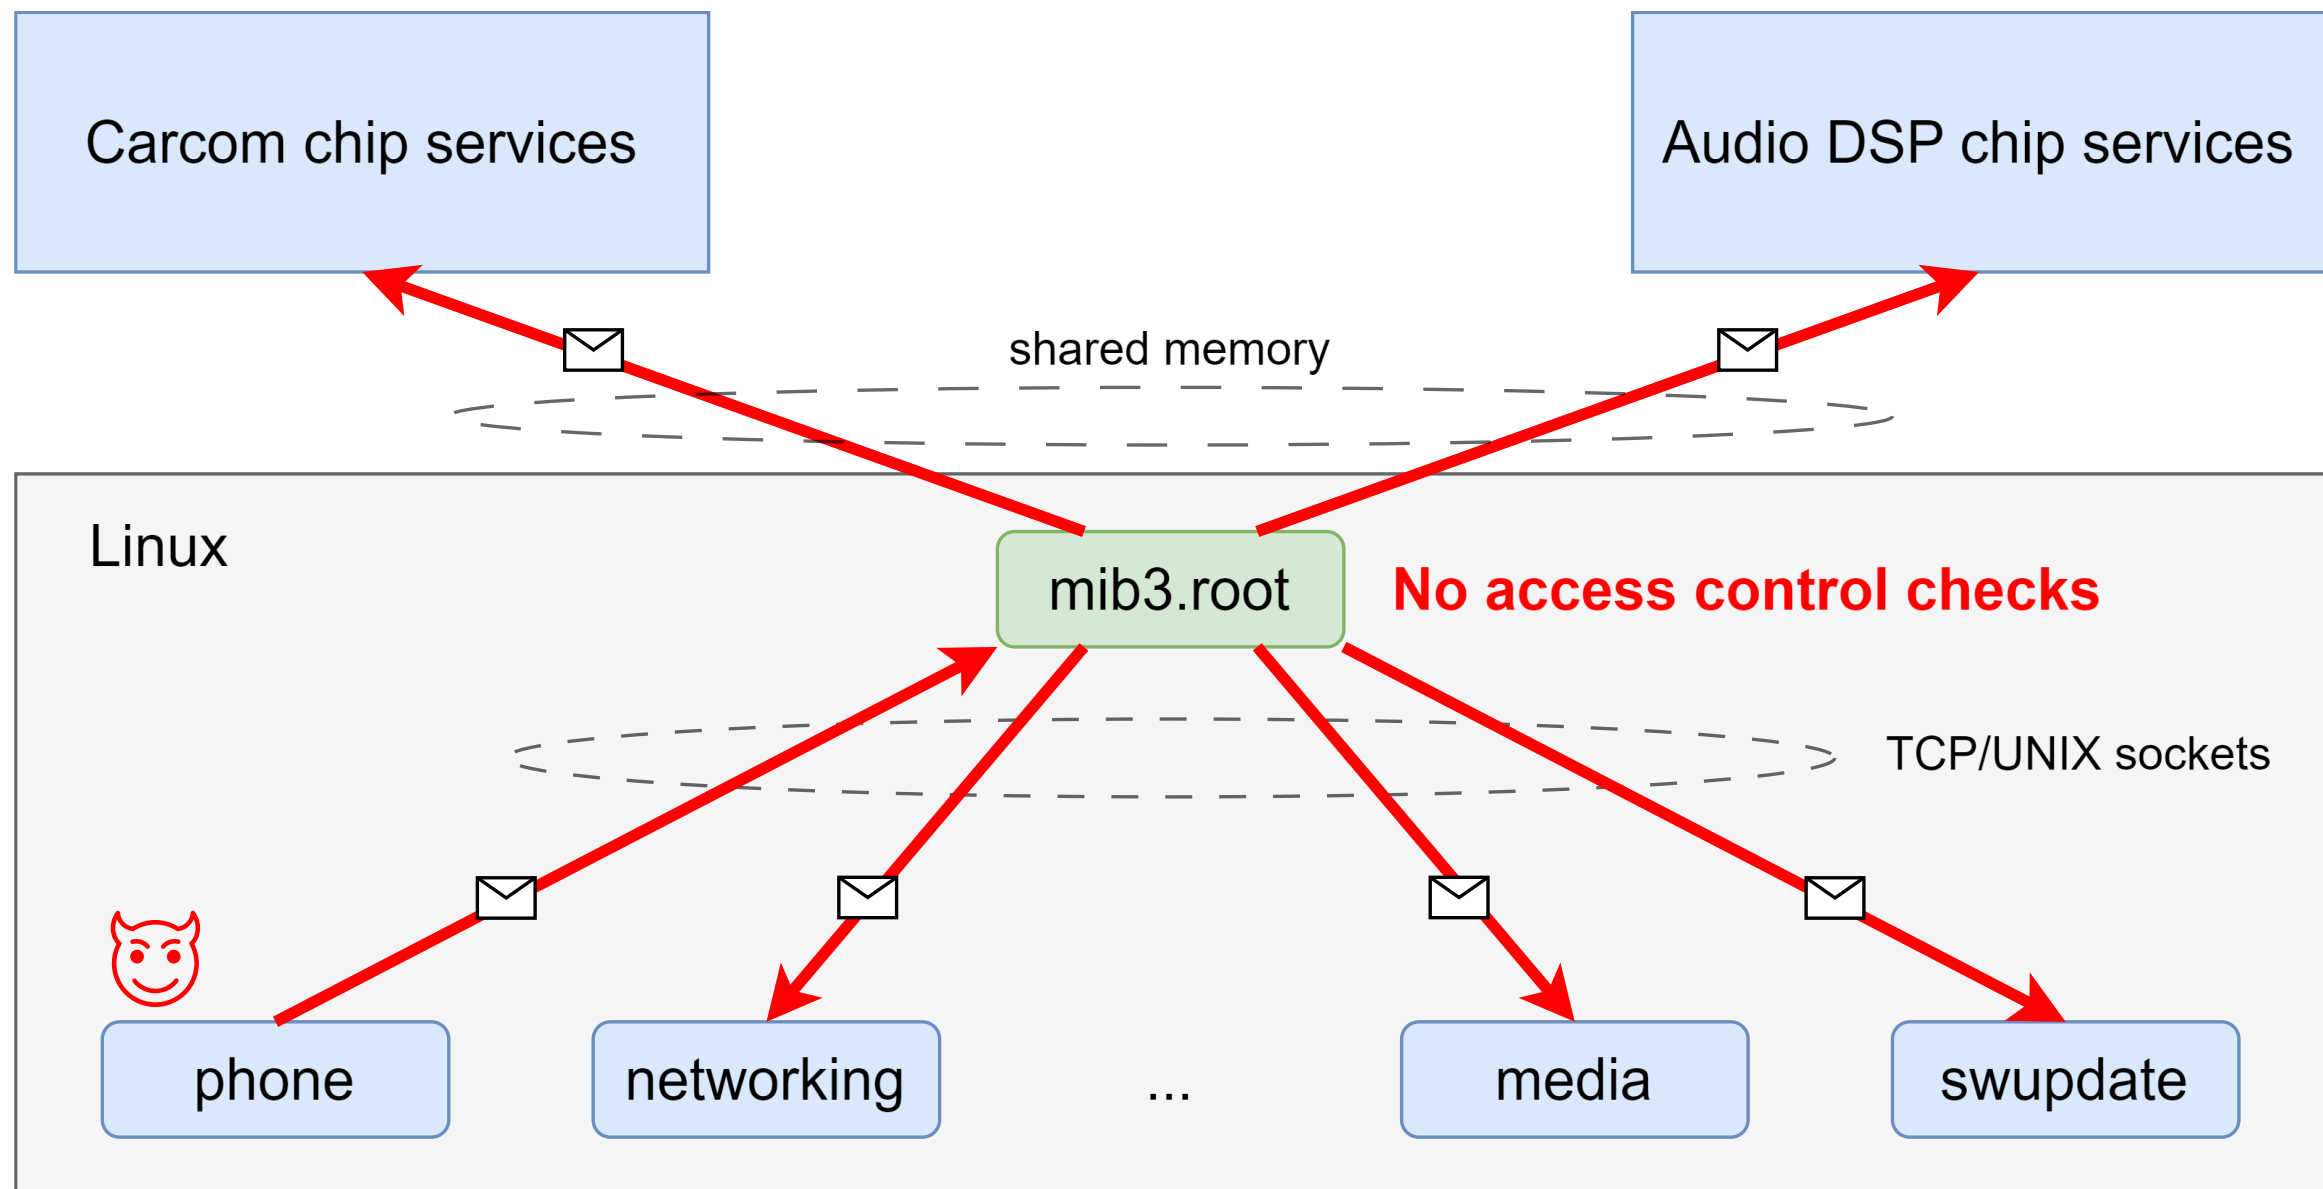 Carcom chip services
Audio DSP chip services
shared memory
Linux
mib3.root
No access control checks
TCP/UNIX sockets
phone
networking
...
media
swupdate